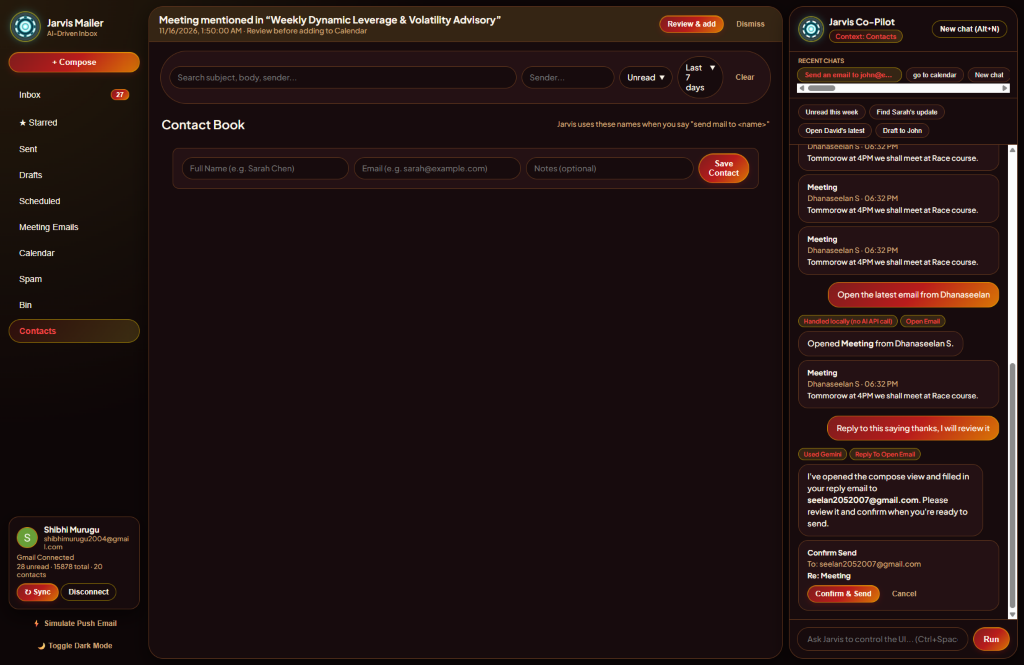 Jarvis Mailer
AI-Driven Inbox
+ Compose
Inbox 27
★ Starred
Sent
Drafts
Scheduled
Meeting Emails
Calendar
Spam
Bin
Contacts
S
Shibhi Murugu
shibhimurugu2004@gmai
l.com
Gmail Connected
28 unread · 15878 total · 20
contacts
↻ Sync Disconnect
Simulate Push Email
Toggle Dark Mode
Meeting mentioned in “Weekly Dynamic Leverage & Volatility Advisory”
11/16/2026, 1:50:00 AM · Review before adding to Calendar
Review & add Dismiss
Search subject, body, sender... Sender... Unread ▼ Last
7
days ▼ Clear
Contact Book
Jarvis uses these names when you say "send mail to <name>"
Full Name (e.g. Sarah Chen) Email (e.g. sarah@example.com) Notes (optional) Save
Contact
Jarvis Co-Pilot
Context: Contacts
New chat (Alt+N)
RECENT CHATS
Send an email to john@e... go to calendar New chat
Unread this week Find Sarah's update
Open David's latest Draft to John
Dhanaseelan S · 06:32 PM
Tommorow at 4PM we shall meet at Race course.
Meeting
Dhanaseelan S · 06:32 PM
Tommorow at 4PM we shall meet at Race course.
Meeting
Dhanaseelan S · 06:32 PM
Tommorow at 4PM we shall meet at Race course.
Open the latest email from Dhanaseelan
Handled locally (no AI API call) Open Email
Opened Meeting from Dhanaseelan S.
Meeting
Dhanaseelan S · 06:32 PM
Tommorow at 4PM we shall meet at Race course.
Reply to this saying thanks, I will review it
Used Gemini Reply To Open Email
I've opened the compose view and filled in
your reply email to
seelan2052007@gmail.com. Please
review it and confirm when you're ready to
send.
Confirm Send
To: seelan2052007@gmail.com
Re: Meeting
Confirm & Send Cancel
Ask Jarvis to control the UI... (Ctrl+Spac
Run